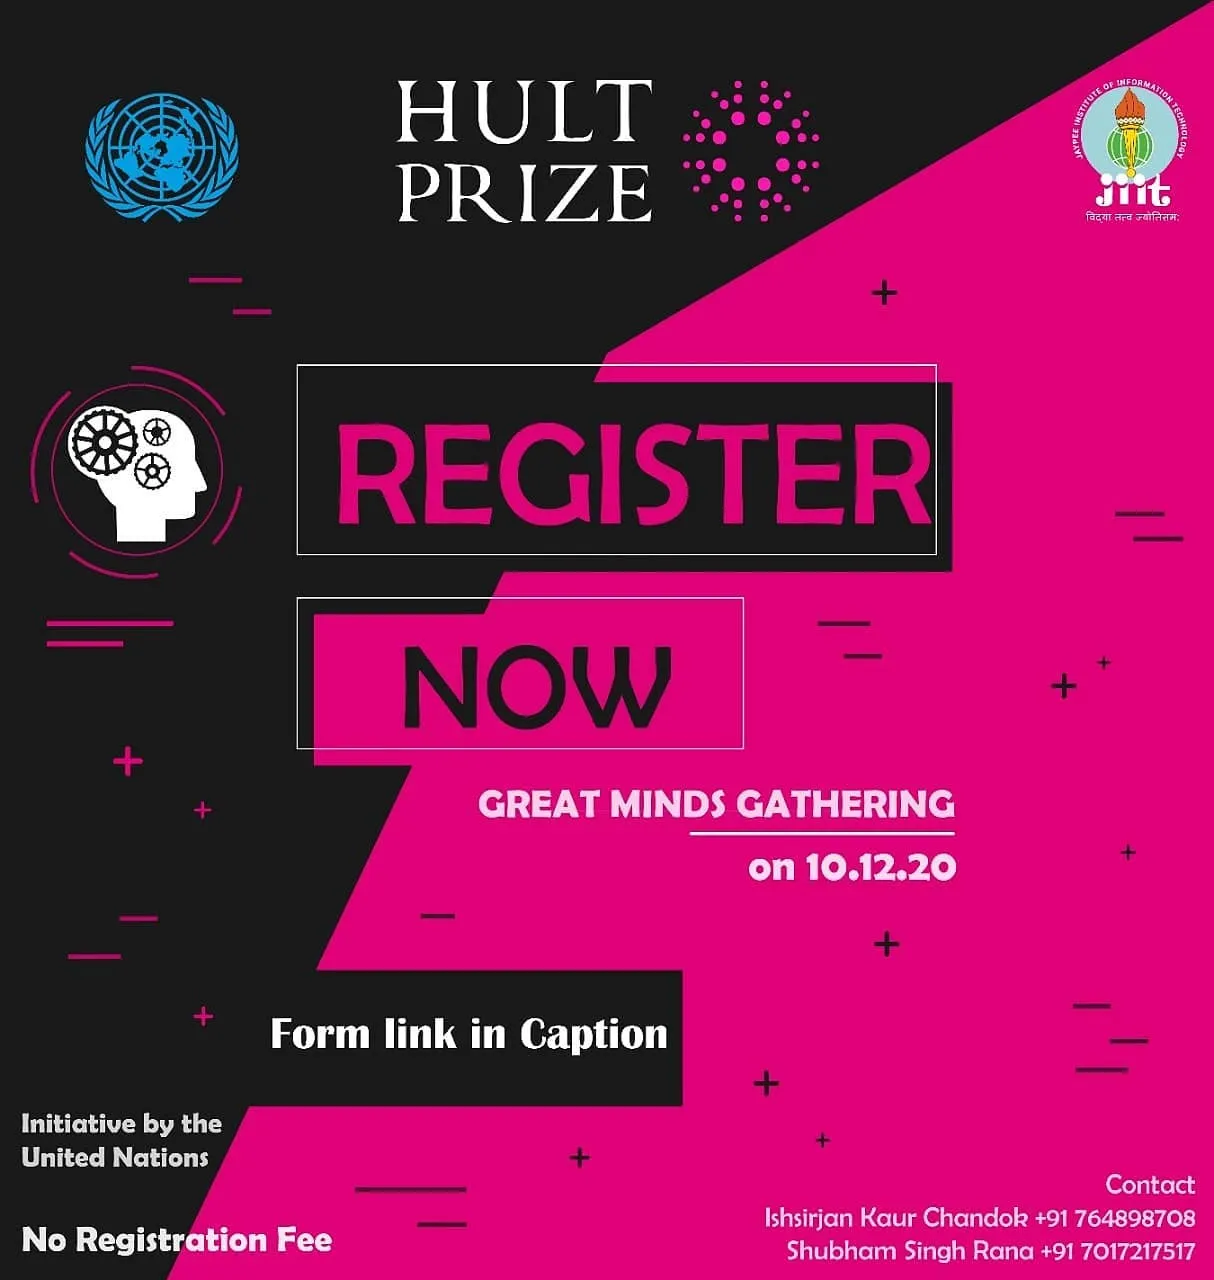 HULT
PRIZE
JAYPEE INSTITUTE OF INFORMATION TECHNOLOGY
jiit
विद्या तत्व ज्योतिसम:
REGISTER
NOW
GREAT MINDS GATHERING
on 10.12.20
Form link in Caption
Initiative by the
United Nations
No Registration Fee
Contact
Ishsirjan Kaur Chandok +91 764898708
Shubham Singh Rana +91 7017217517